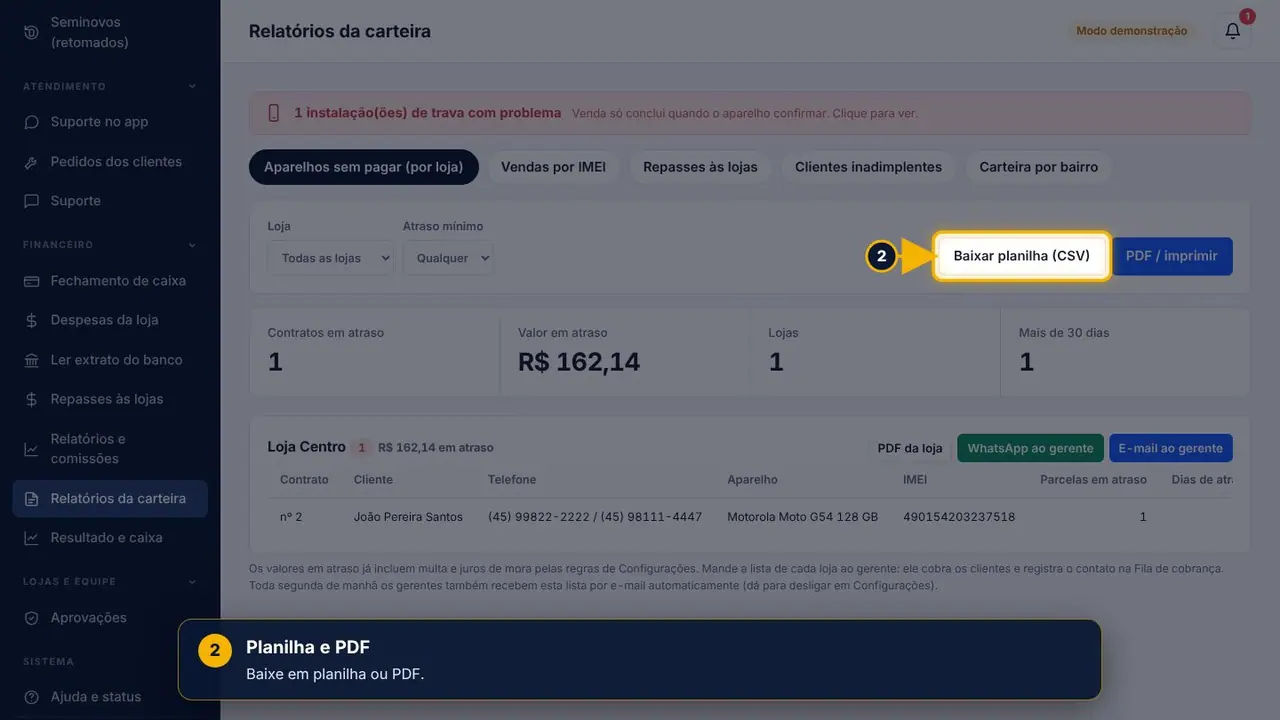 Seminovos
(retomados)
ATENDIMENTO
Suporte no app
Pedidos dos clientes
Suporte
FINANCEIRO
Fechamento de caixa
Despesas da loja
Ler extrato do banco
Repasses às lojas
Relatórios e
comissões
Relatórios da carteira
Resultado e caixa
LOJAS E EQUIPE
Aprovações
SISTEMA
Ajuda e status
Relatórios da carteira
Modo demonstração
1
1 instalação(ões) de trava com problema Venda só conclui quando o aparelho confirmar. Clique para ver.
Aparelhos sem pagar (por loja) Vendas por IMEI Repasses às lojas Clientes inadimplentes Carteira por bairro
Loja Atraso mínimo
Todas as lojas Qualquer
2 Baixar planilha (CSV) PDF / imprimir
Contratos em atraso Valor em atraso Lojas Mais de 30 dias
1 R$ 162,14 1 1
Loja Centro 1 R$ 162,14 em atraso PDF da loja WhatsApp ao gerente E-mail ao gerente
Contrato Cliente Telefone Aparelho IMEI Parcelas em atraso Dias de atr
nº 2 João Pereira Santos (45) 99822-2222 / (45) 98111-4447 Motorola Moto G54 128 GB 490154203237518 1
Os valores em atraso já incluem multa e juros de mora pelas regras de Configurações. Mande a lista de cada loja ao gerente: ele cobra os clientes e registra o contato na Fila de cobrança.
Toda segunda de manhã os gerentes também recebem esta lista por e-mail automaticamente (dá para desligar em Configurações).
2 Planilha e PDF
Baixe em planilha ou PDF.